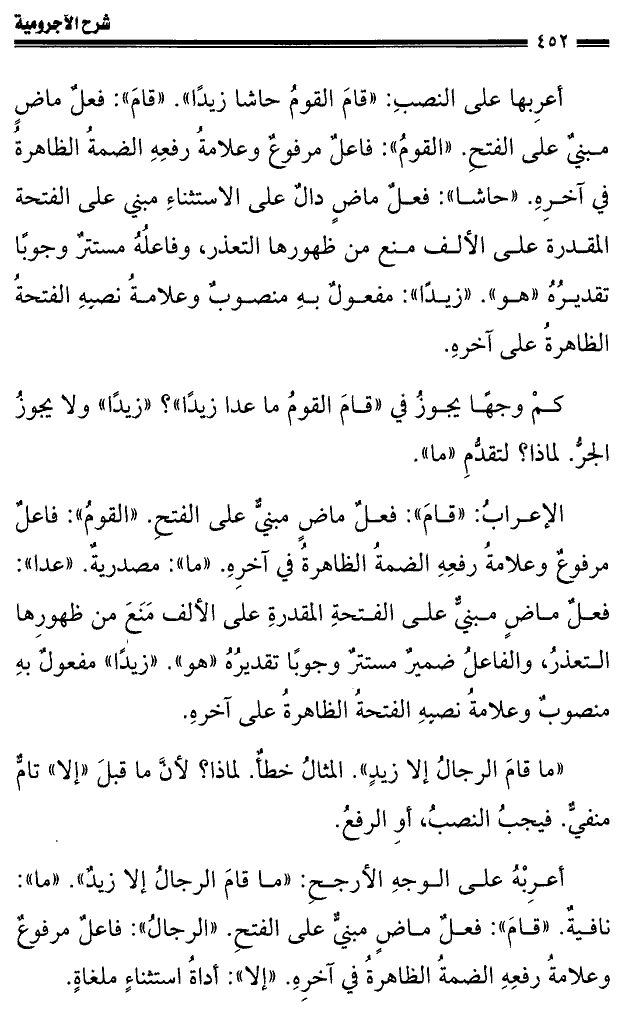 شرح الآجرومية
٤٥٢
أعربها على النصبِ: «قامَ القومُ حاشا زيدًا». «قامَ»: فعلٌ ماضٍ
مبنيٌّ على الفتحِ. «القومُ»: فاعلٌ مرفوعٌ وعلامةُ رفعِهِ الضمةُ الظاهرةُ
في آخرِهِ. «حاشا»: فعلٌ ماضٍ دالٌ على الاستثناءِ مبني على الفتحة
المقدرة على الألف منع من ظهورها التعذر، وفاعلُهُ مستترٌ وجوبًا
تقديرُهُ «هو». «زيدًا»: مفعولٌ بهِ منصوبٌ وعلامةُ نصبِهِ الفتحةُ
الظاهرةُ على آخرِهِ.
كمْ وجهًا يجوزُ في «قامَ القومُ ما عدا زيدًا»؟ «زيدًا» ولا يجوزُ
الجرُّ. لماذا؟ لتقدُّمِ «ما».
الإعرابُ: «قامَ»: فعلٌ ماضٍ مبنيٌّ على الفتحِ. «القومُ»: فاعلٌ
مرفوعٌ وعلامةُ رفعِهِ الضمةُ الظاهرةُ في آخرِهِ. «ما»: مصدريةٌ. «عدا»:
فعلٌ ماضٍ مبنيٌّ على الفتحةِ المقدرةِ على الألف مَنَعَ من ظهورِها
التعذرُ، والفاعلُ ضميرٌ مستترٌ وجوبًا تقديرُهُ «هو». «زيدًا» مفعولٌ بهِ
منصوبٌ وعلامةُ نصبِهِ الفتحةُ الظاهرةُ على آخرِهِ.
«ما قامَ الرجالُ إلا زيدٍ». المثالُ خطأٌ. لماذا؟ لأنَّ ما قبلَ «إلا» تامٌّ
منفيٌّ. فيجبُ النصبُ، أوِ الرفعُ.
أعرِبْهُ على الوجهِ الأرجحِ: «ما قامَ الرجالُ إلا زيدٌ». «ما»:
نافيةٌ. «قامَ»: فعلٌ ماضٍ مبنيٌّ على الفتحِ. «الرجالُ»: فاعلٌ مرفوعٌ
وعلامةُ رفعِهِ الضمةُ الظاهرةُ في آخرِهِ. «إلا»: أداةُ استثناءٍ ملغاةٍ.